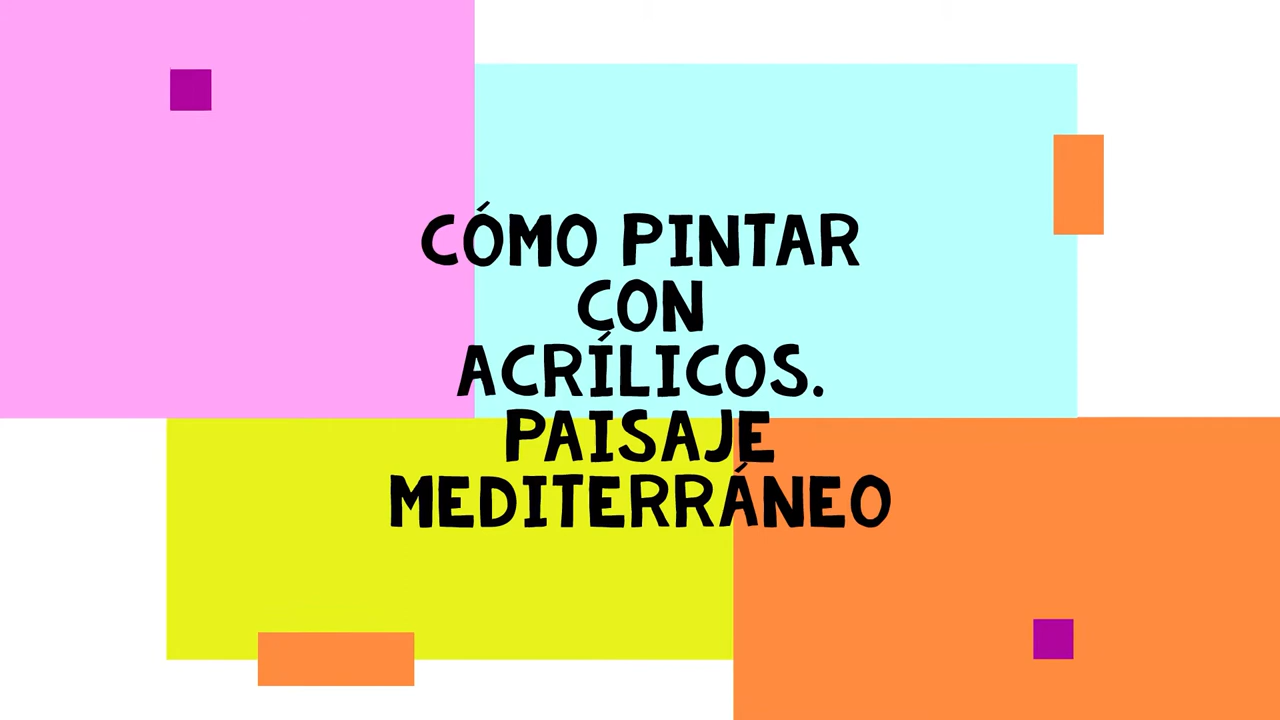 CÓMO PINTAR
CON
ACRÍLICOS.
PAISAJE
MEDITERRÁNEO